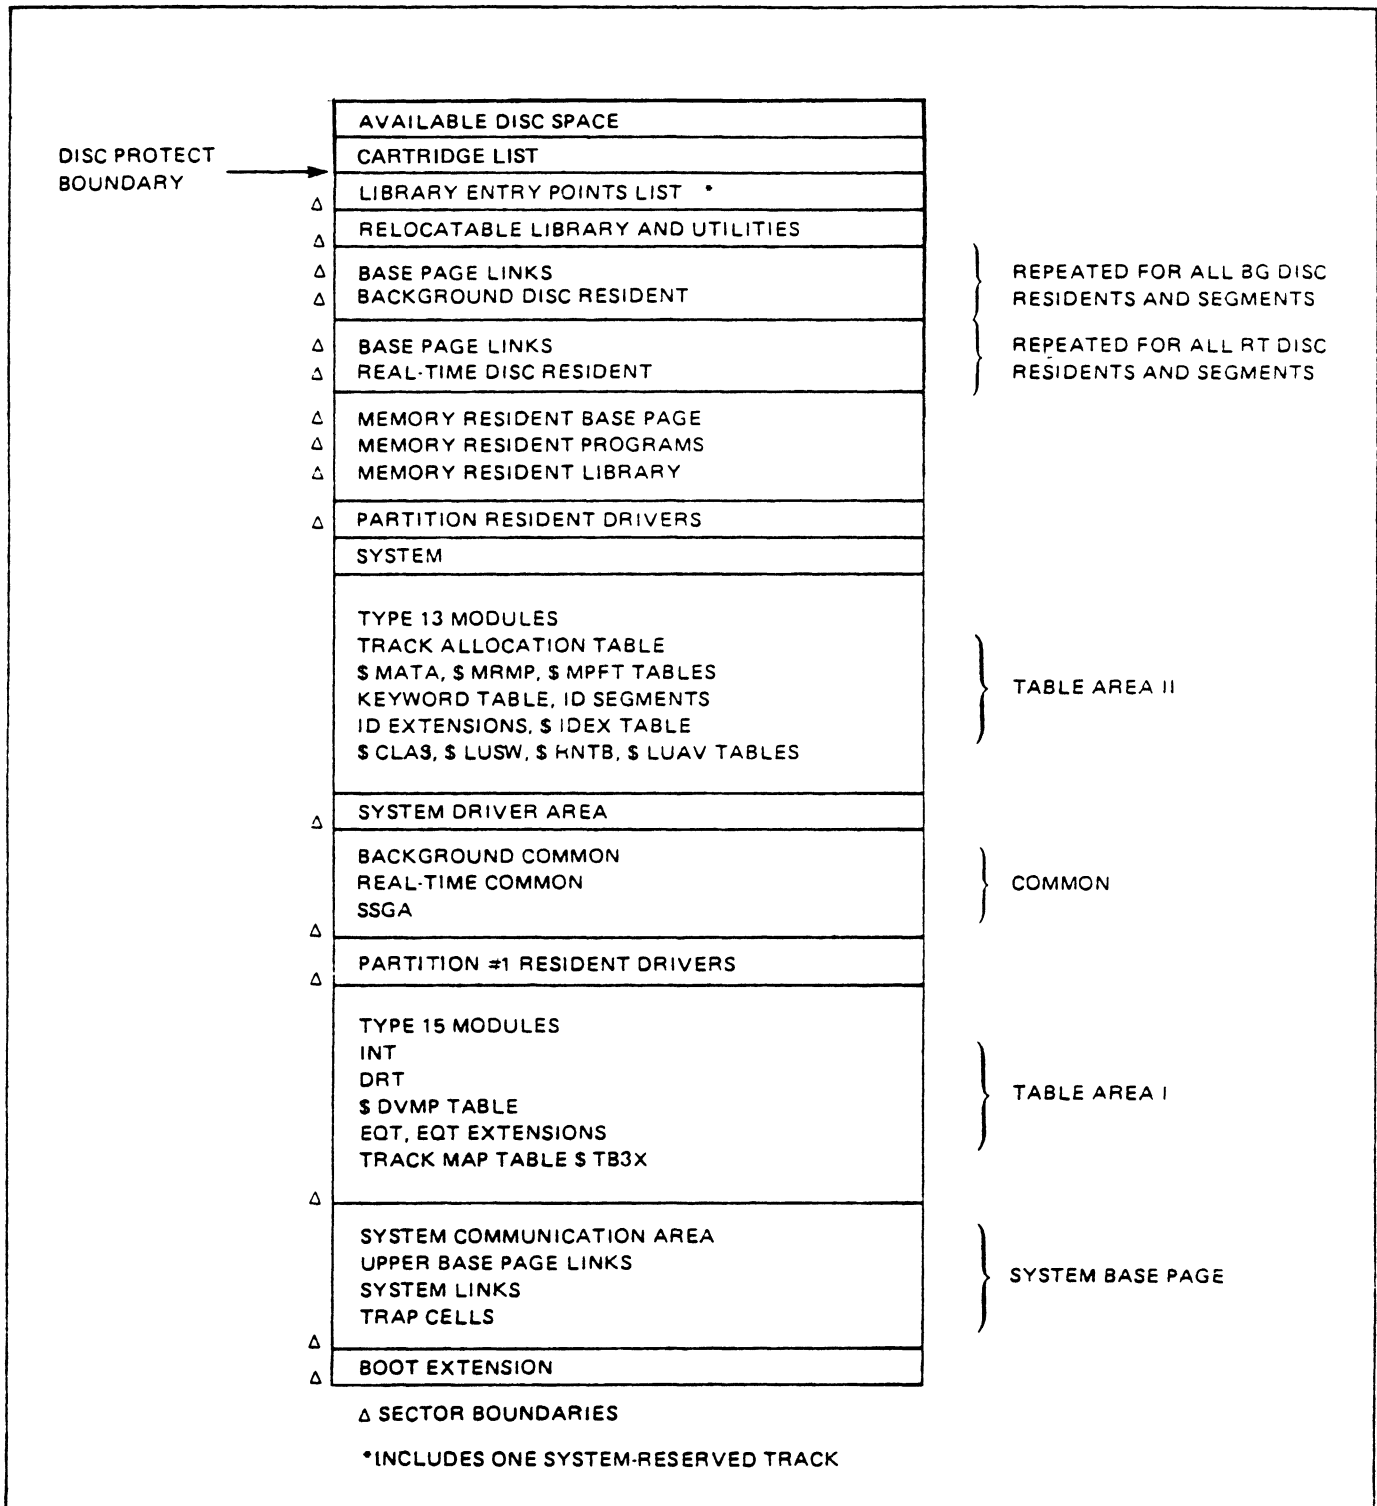 AVAILABLE DISC SPACE
DISC PROTECT BOUNDARY
CARTRIDGE LIST
Δ LIBRARY ENTRY POINTS LIST *
Δ RELOCATABLE LIBRARY AND UTILITIES
Δ BASE PAGE LINKS
Δ BACKGROUND DISC RESIDENT
REPEATED FOR ALL BG DISC
RESIDENTS AND SEGMENTS
Δ BASE PAGE LINKS
Δ REAL-TIME DISC RESIDENT
REPEATED FOR ALL RT DISC
RESIDENTS AND SEGMENTS
Δ MEMORY RESIDENT BASE PAGE
Δ MEMORY RESIDENT PROGRAMS
Δ MEMORY RESIDENT LIBRARY
Δ PARTITION RESIDENT DRIVERS
SYSTEM
TYPE 13 MODULES
TRACK ALLOCATION TABLE
$ MATA, $ MRMP, $ MPFT TABLES
KEYWORD TABLE, ID SEGMENTS
ID EXTENSIONS, $ IDEX TABLE
$ CLAS, $ LUSW, $ RNTB, $ LUAV TABLES
TABLE AREA II
Δ SYSTEM DRIVER AREA
BACKGROUND COMMON
REAL-TIME COMMON
SSGA
Δ
COMMON
PARTITION #1 RESIDENT DRIVERS
Δ
TYPE 15 MODULES
INT
DRT
$ DVMP TABLE
EQT, EQT EXTENSIONS
TRACK MAP TABLE $ TB3X
Δ
TABLE AREA I
SYSTEM COMMUNICATION AREA
UPPER BASE PAGE LINKS
SYSTEM LINKS
TRAP CELLS
Δ
SYSTEM BASE PAGE
Δ BOOT EXTENSION
Δ SECTOR BOUNDARIES
*INCLUDES ONE SYSTEM-RESERVED TRACK